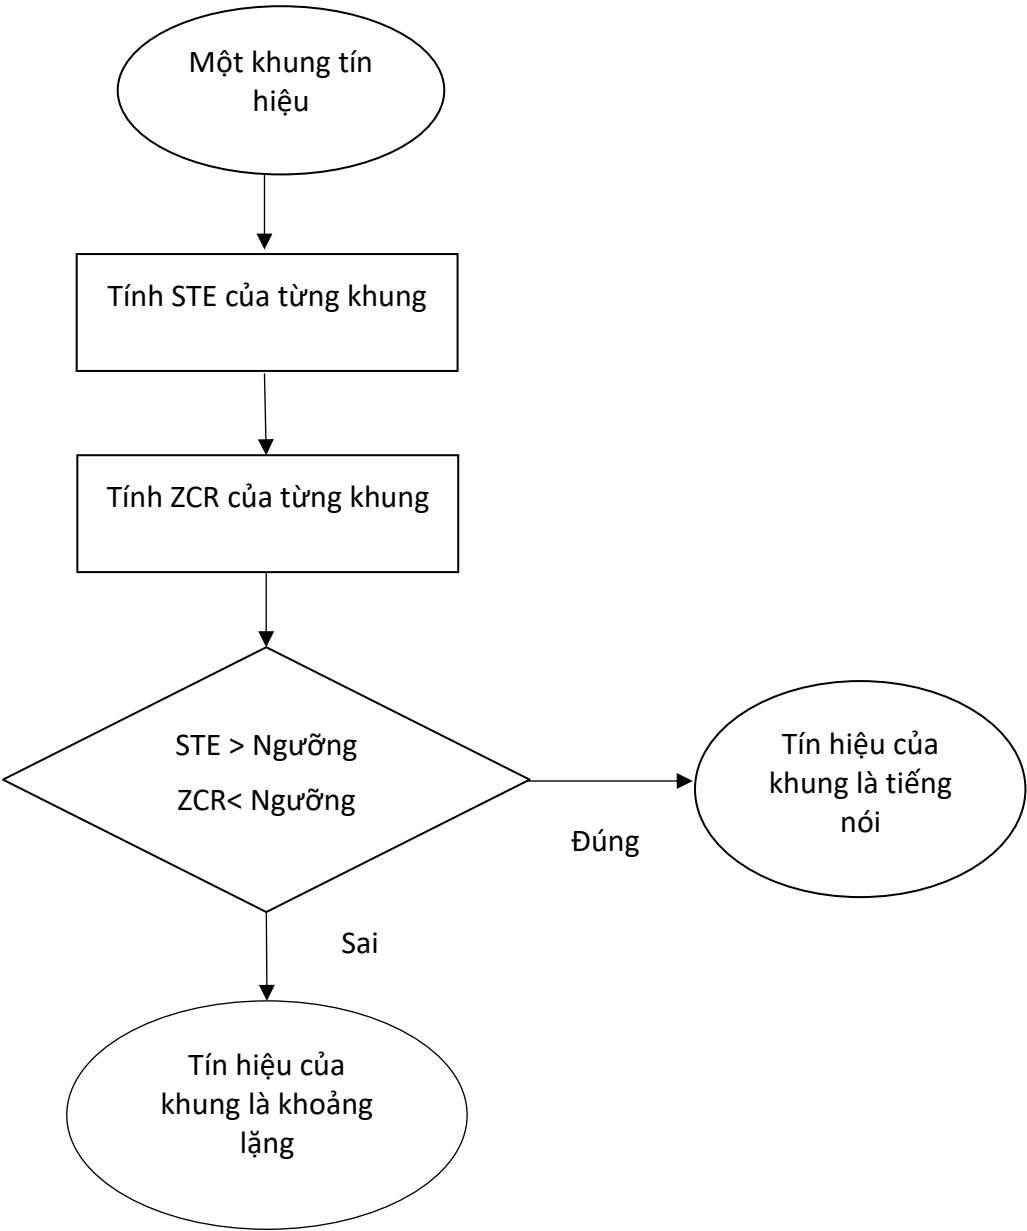 Một khung tín
hiệu
Tính STE của từng khung
Tính ZCR của từng khung
STE > Ngưỡng
ZCR< Ngưỡng
Đúng
Tín hiệu của
khung là tiếng
nói
Sai
Tín hiệu của
khung là khoảng
lặng